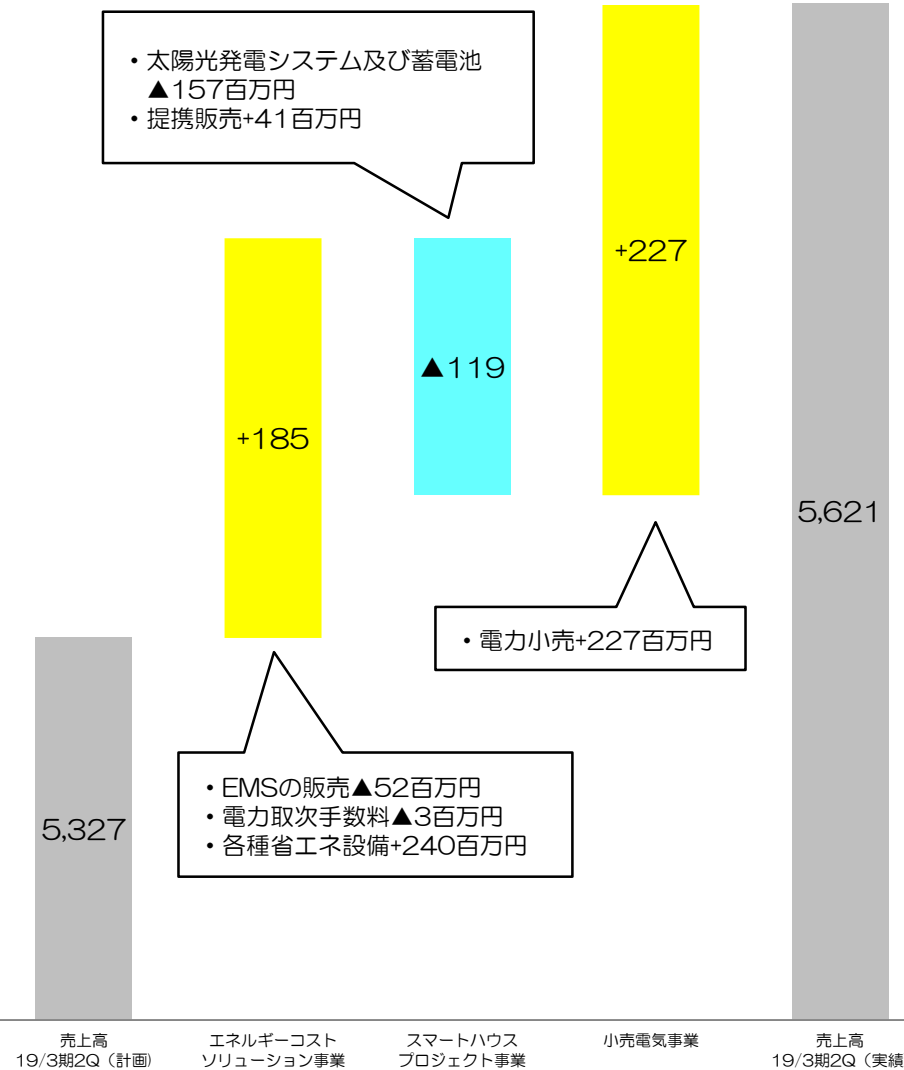 ・太陽光発電システム及び蓄電池
▲157百万円
・提携販売+41百万円
+227
▲119
+185
5,621
・電力小売+227百万円
・EMSの販売▲52百万円
・電力取次手数料▲3百万円
・各種省エネ設備+240百万円
5,327
売上高
19/3期2Q（計画)
エネルギーコスト
ソリューション事業
スマートハウス
プロジェクト事業
小売電気事業
売上高
19/3期2Q（実績